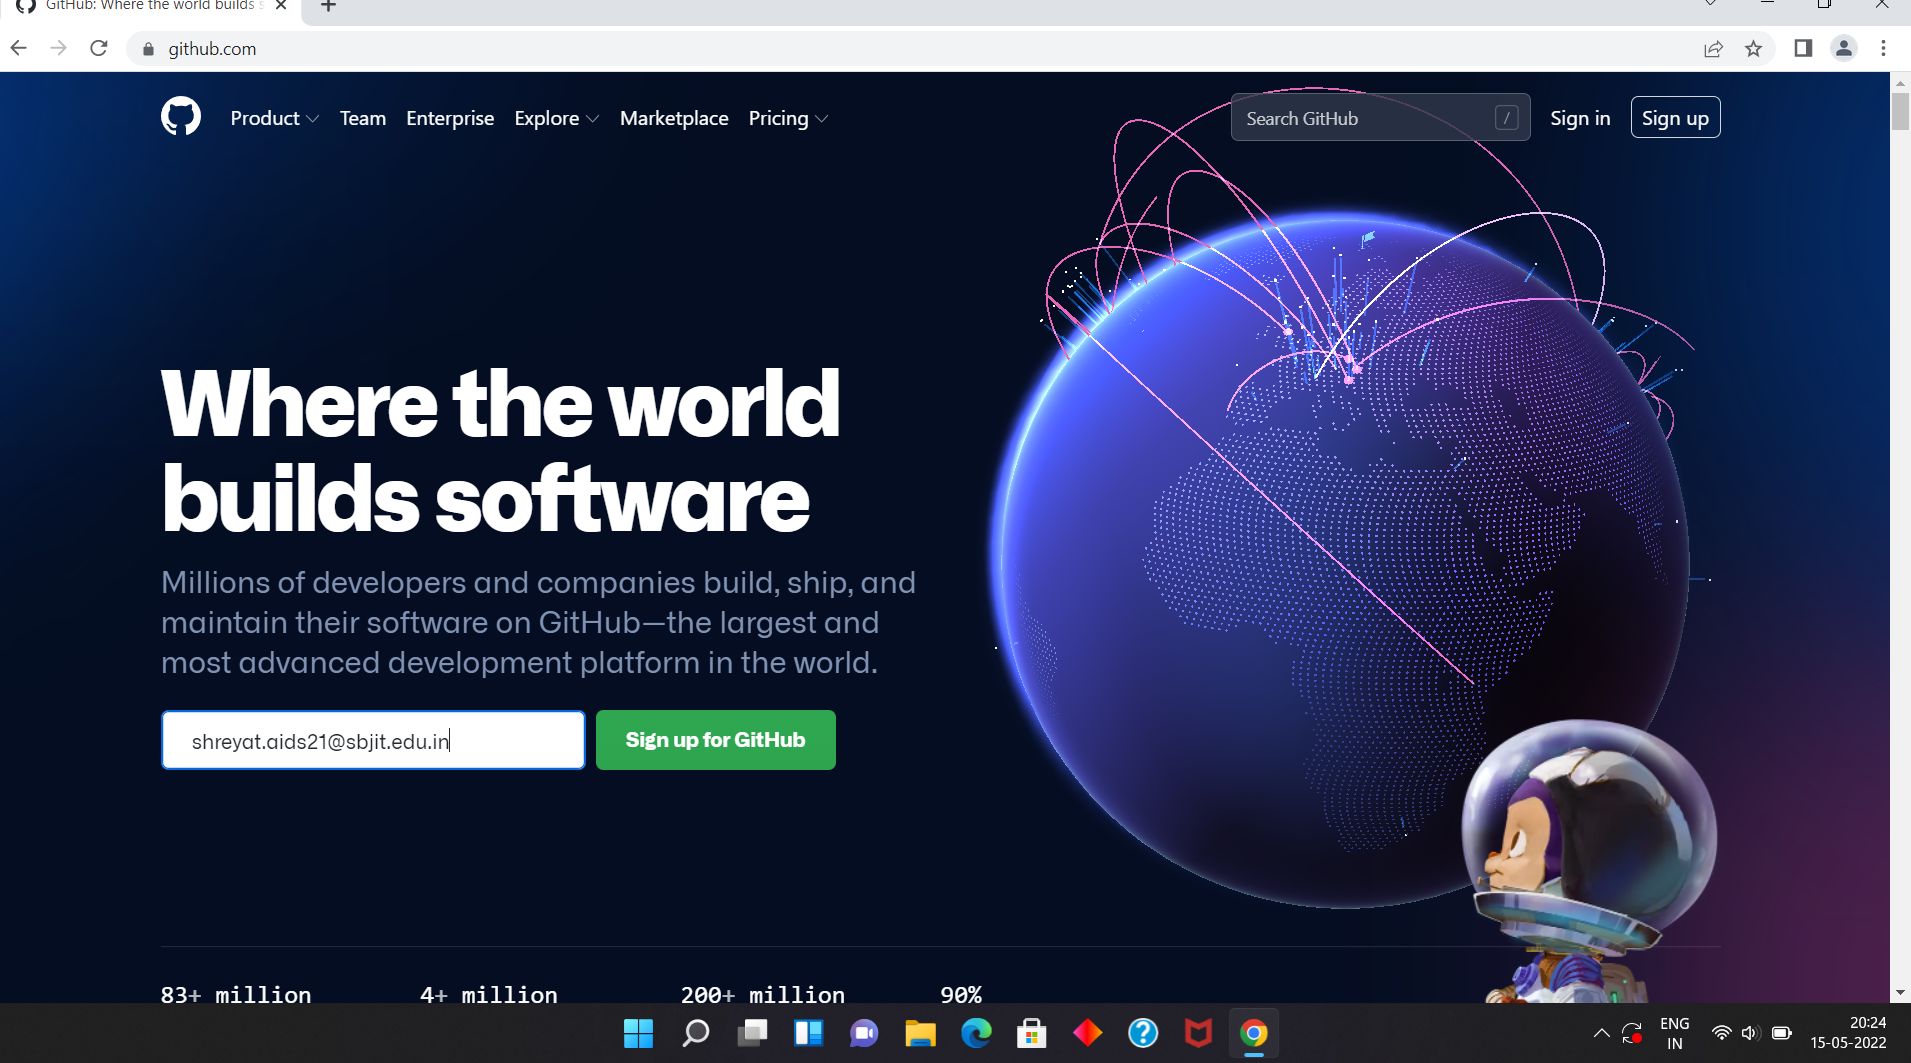 GitHub: Where the world builds s
github.com
Product Team Enterprise Explore Marketplace Pricing Search GitHub / Sign in Sign up
Where the world
builds software
Millions of developers and companies build, ship, and
maintain their software on GitHub—the largest and
most advanced development platform in the world.
shreyat.aids21@sbjit.edu.in Sign up for GitHub
83+ million 4+ million 200+ million 90%
ENG 20:24
IN 15-05-2022